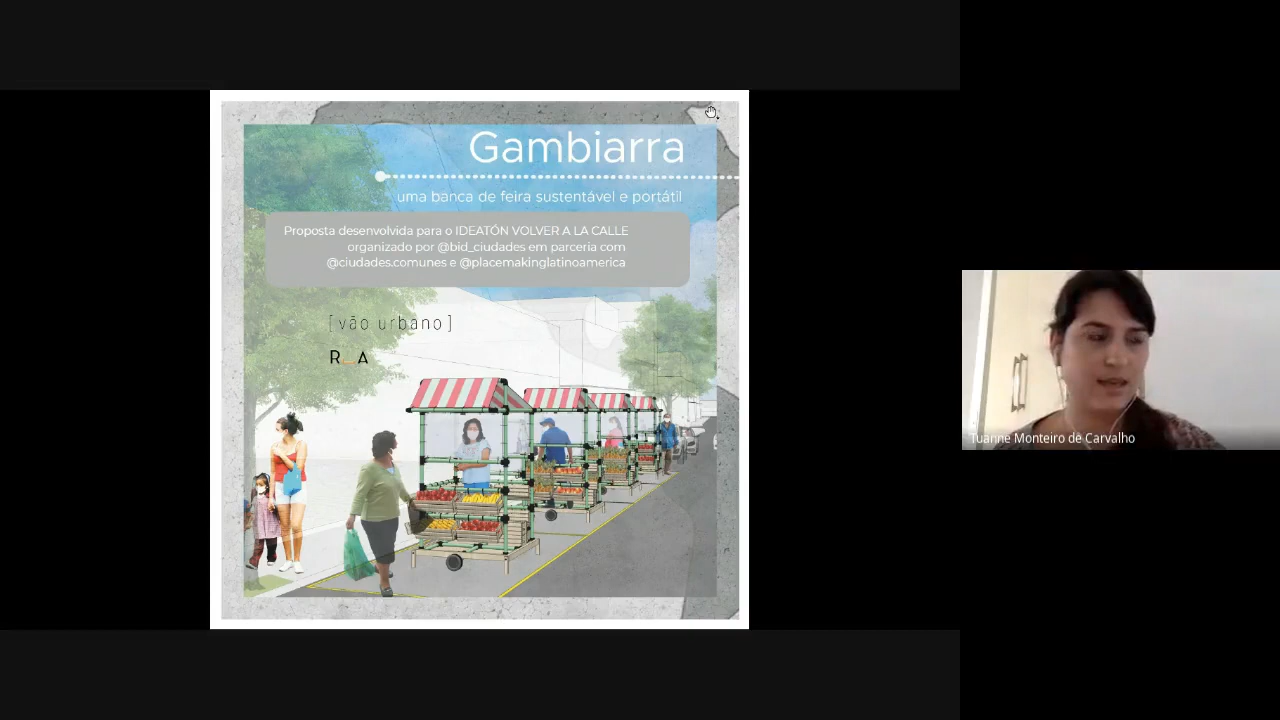 Gambiarra
uma banca de feira sustentável e portátil
Proposta desenvolvida para o IDEATÓN VOLVER A LA CALLE
organizado por @bid_ciudades em parceria com
@ciudades.comunes e @placemakinglatinoamerica
[vão urbano]
R_A
Tuanne Monteiro de Carvalho